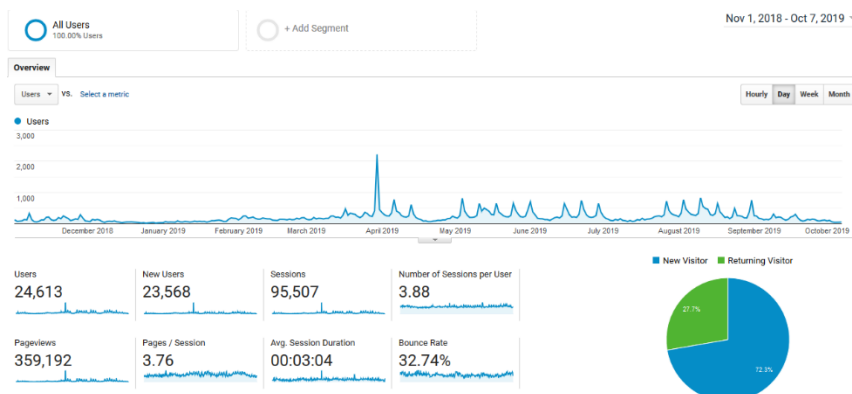 All Users
100.00% Users
+ Add Segment
Nov 1, 2018 - Oct 7, 2019
Overview
Users VS. Select a metric
Hourly Day Week Month
Users
3,000
2,000
1,000
December 2018 January 2019 February 2019 March 2019 April 2019 May 2019 June 2019 July 2019 August 2019 September 2019 October 2019
New Visitor Returning Visitor
Users New Users Sessions Number of Sessions per User
24,613 23,568 95,507 3.88
Pageviews Pages / Session Avg. Session Duration Bounce Rate
359,192 3.76 00:03:04 32.74%
27.7%
72.3%